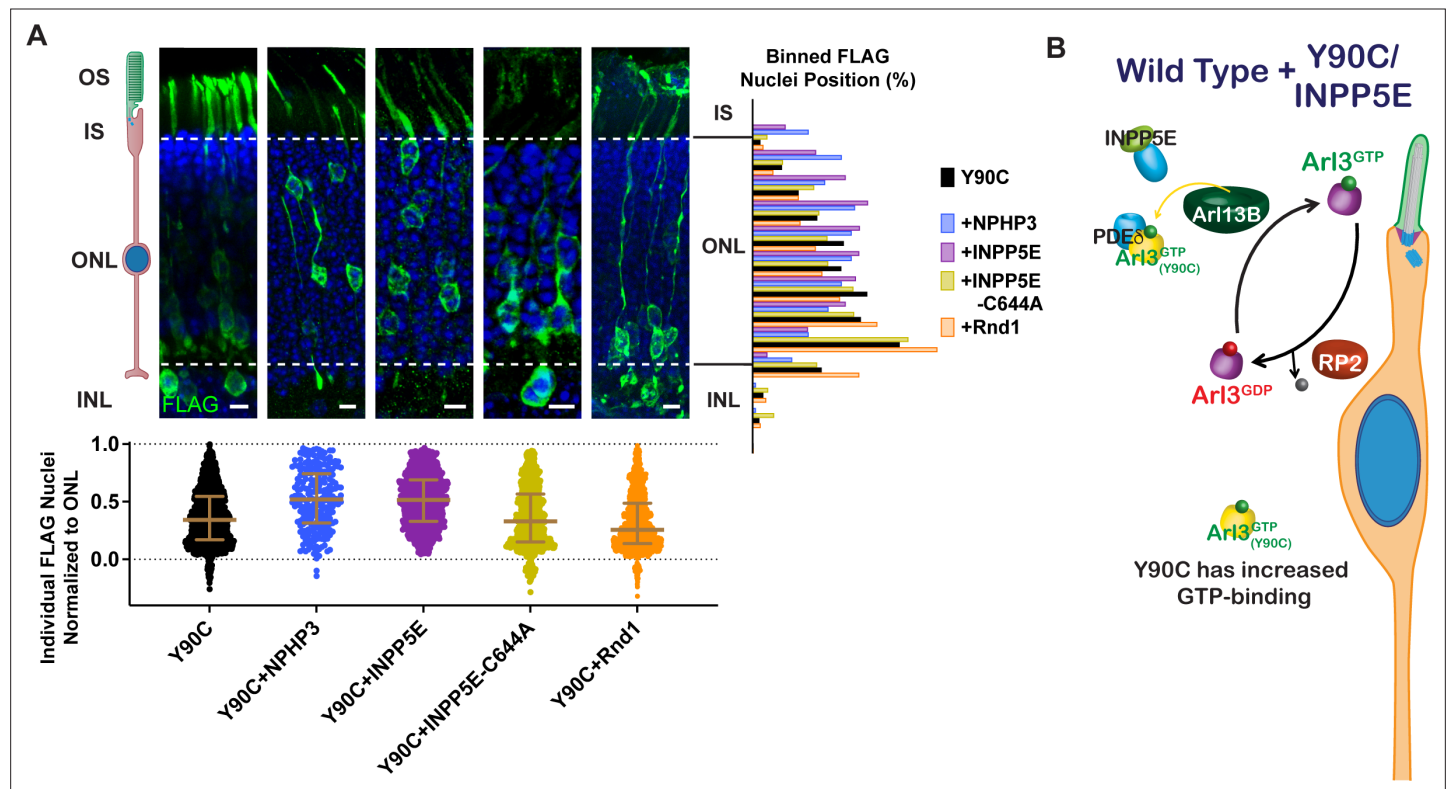 A
OS
IS
ONL
INL
FLAG
Binned FLAG
Nuclei Position (%)
IS
ONL
INL
Y90C
+NPHP3
+INPP5E
+INPP5E
-C644A
+Rnd1
Individual FLAG Nuclei
Normalized to ONL
1.0
0.5
0.0
Y90C
Y90C+NPHP3
Y90C+INPP5E
Y90C+INPP5E-C644A
Y90C+Rnd1
B
Wild Type + Y90C/
INPP5E
INPP5E
Arl13B
PDEδ
Arl3GTP
(Y90C)
Arl3GTP
RP2
Arl3GDP
Arl3GTP
(Y90C)
Y90C has increased
GTP-binding